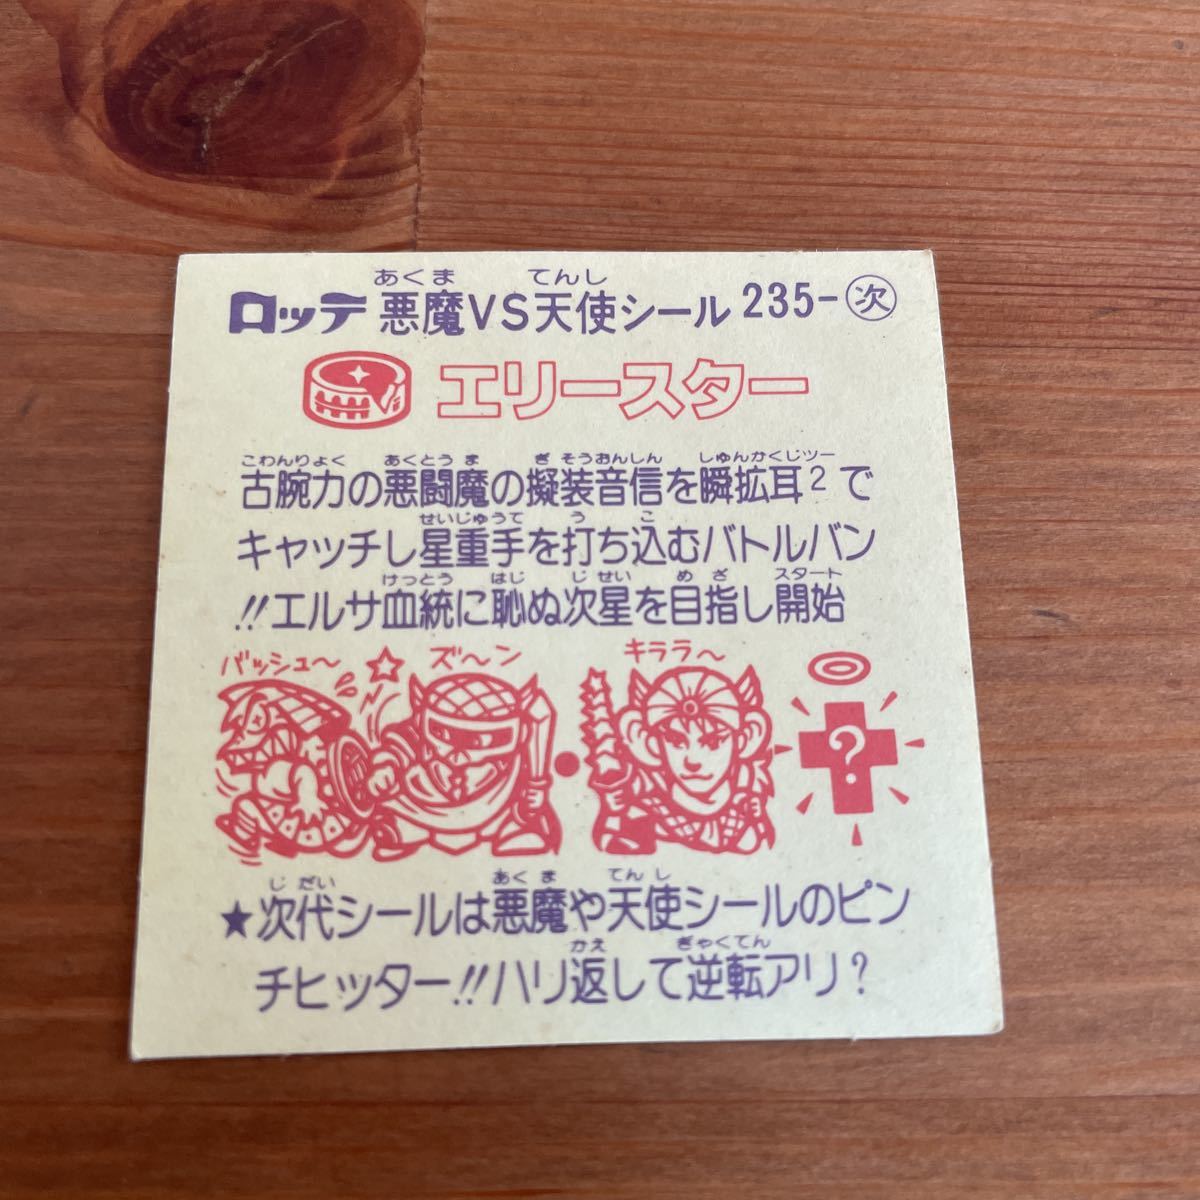 あくま てんし
ロッテ 悪魔VS天使シール 235-次
エリースター
こわんりょく あくとうま ぎそうおんしん しゅんかくじツー
古腕力の悪闘魔の擬装音信を瞬拡耳2で
せいじゅうて う こ
キャッチし星重手を打ち込むバトルバン
けっとう はじ じせい めざ スタート
!!エルサ血統に恥ぬ次星を目指し開始
バッシュ〜 ズ〜ン キララ〜
?
じだい あくま てんし
★次代シールは悪魔や天使シールのピン
かえ ぎゃくてん
チヒッター!!ハリ返して逆転アリ?